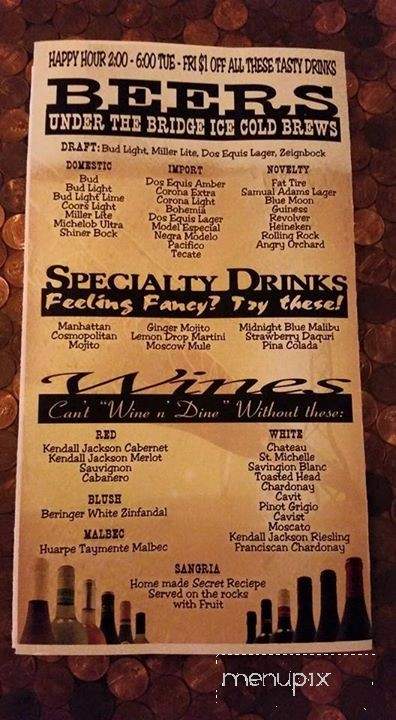 HAPPY HOUR 2:00 - 6:00 TUE - FRI $1 OFF ALL THESE TASTY DRINKS
BEERS
UNDER THE BRIDGE ICE COLD BREWS
DRAFT: Bud Light, Miller Lite, Dos Equis Lager, Zeignbock
DOMESTIC
Bud
Bud Light
Bud Light Lime
Coors Light
Miller Lite
Michelob Ultra
Shiner Bock
IMPORT
Dos Equis Amber
Corona Extra
Corona Light
Bohemia
Dos Equis Lager
Model Especial
Negra Modelo
Pacifico
Tecate
NOVELTY
Fat Tire
Samual Adams Lager
Blue Moon
Guiness
Revolver
Heineken
Rolling Rock
Angry Orchard
SPECIALTY DRINKS
Feeling Fancy? Try these!
Manhattan
Cosmopolitan
Mojito
Ginger Mojito
Lemon Drop Martini
Moscow Mule
Midnight Blue Malibu
Strawberry Daquri
Pina Colada
Wines
Can't "Wine n' Dine" Without these:
RED
Kendall Jackson Cabernet
Kendall Jackson Merlot
Sauvignon
Cabañero
BLUSH
Beringer White Zinfandal
MALBEC
Huarpe Taymente Malbec
WHITE
Chateau
St. Michelle
Savingion Blanc
Toasted Head
Chardonay
Cavit
Pinot Grigio
Cavist
Moscato
Kendall Jackson Riesling
Franciscan Chardonay
SANGRIA
Home made Secret Reciepe
Served on the rocks
with Fruit
menupix